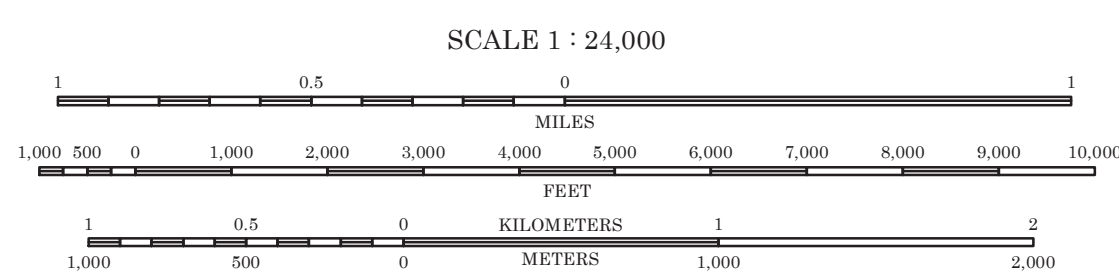 SCALE 1 : 24,000
1 0.5 0 1
MILES
1,000 500 0 1,000 2,000 3,000 4,000 5,000 6,000 7,000 8,000 9,000 10,000
FEET
1 0.5 0 KILOMETERS 1 2
1,000 500 0 METERS 1,000 2,000